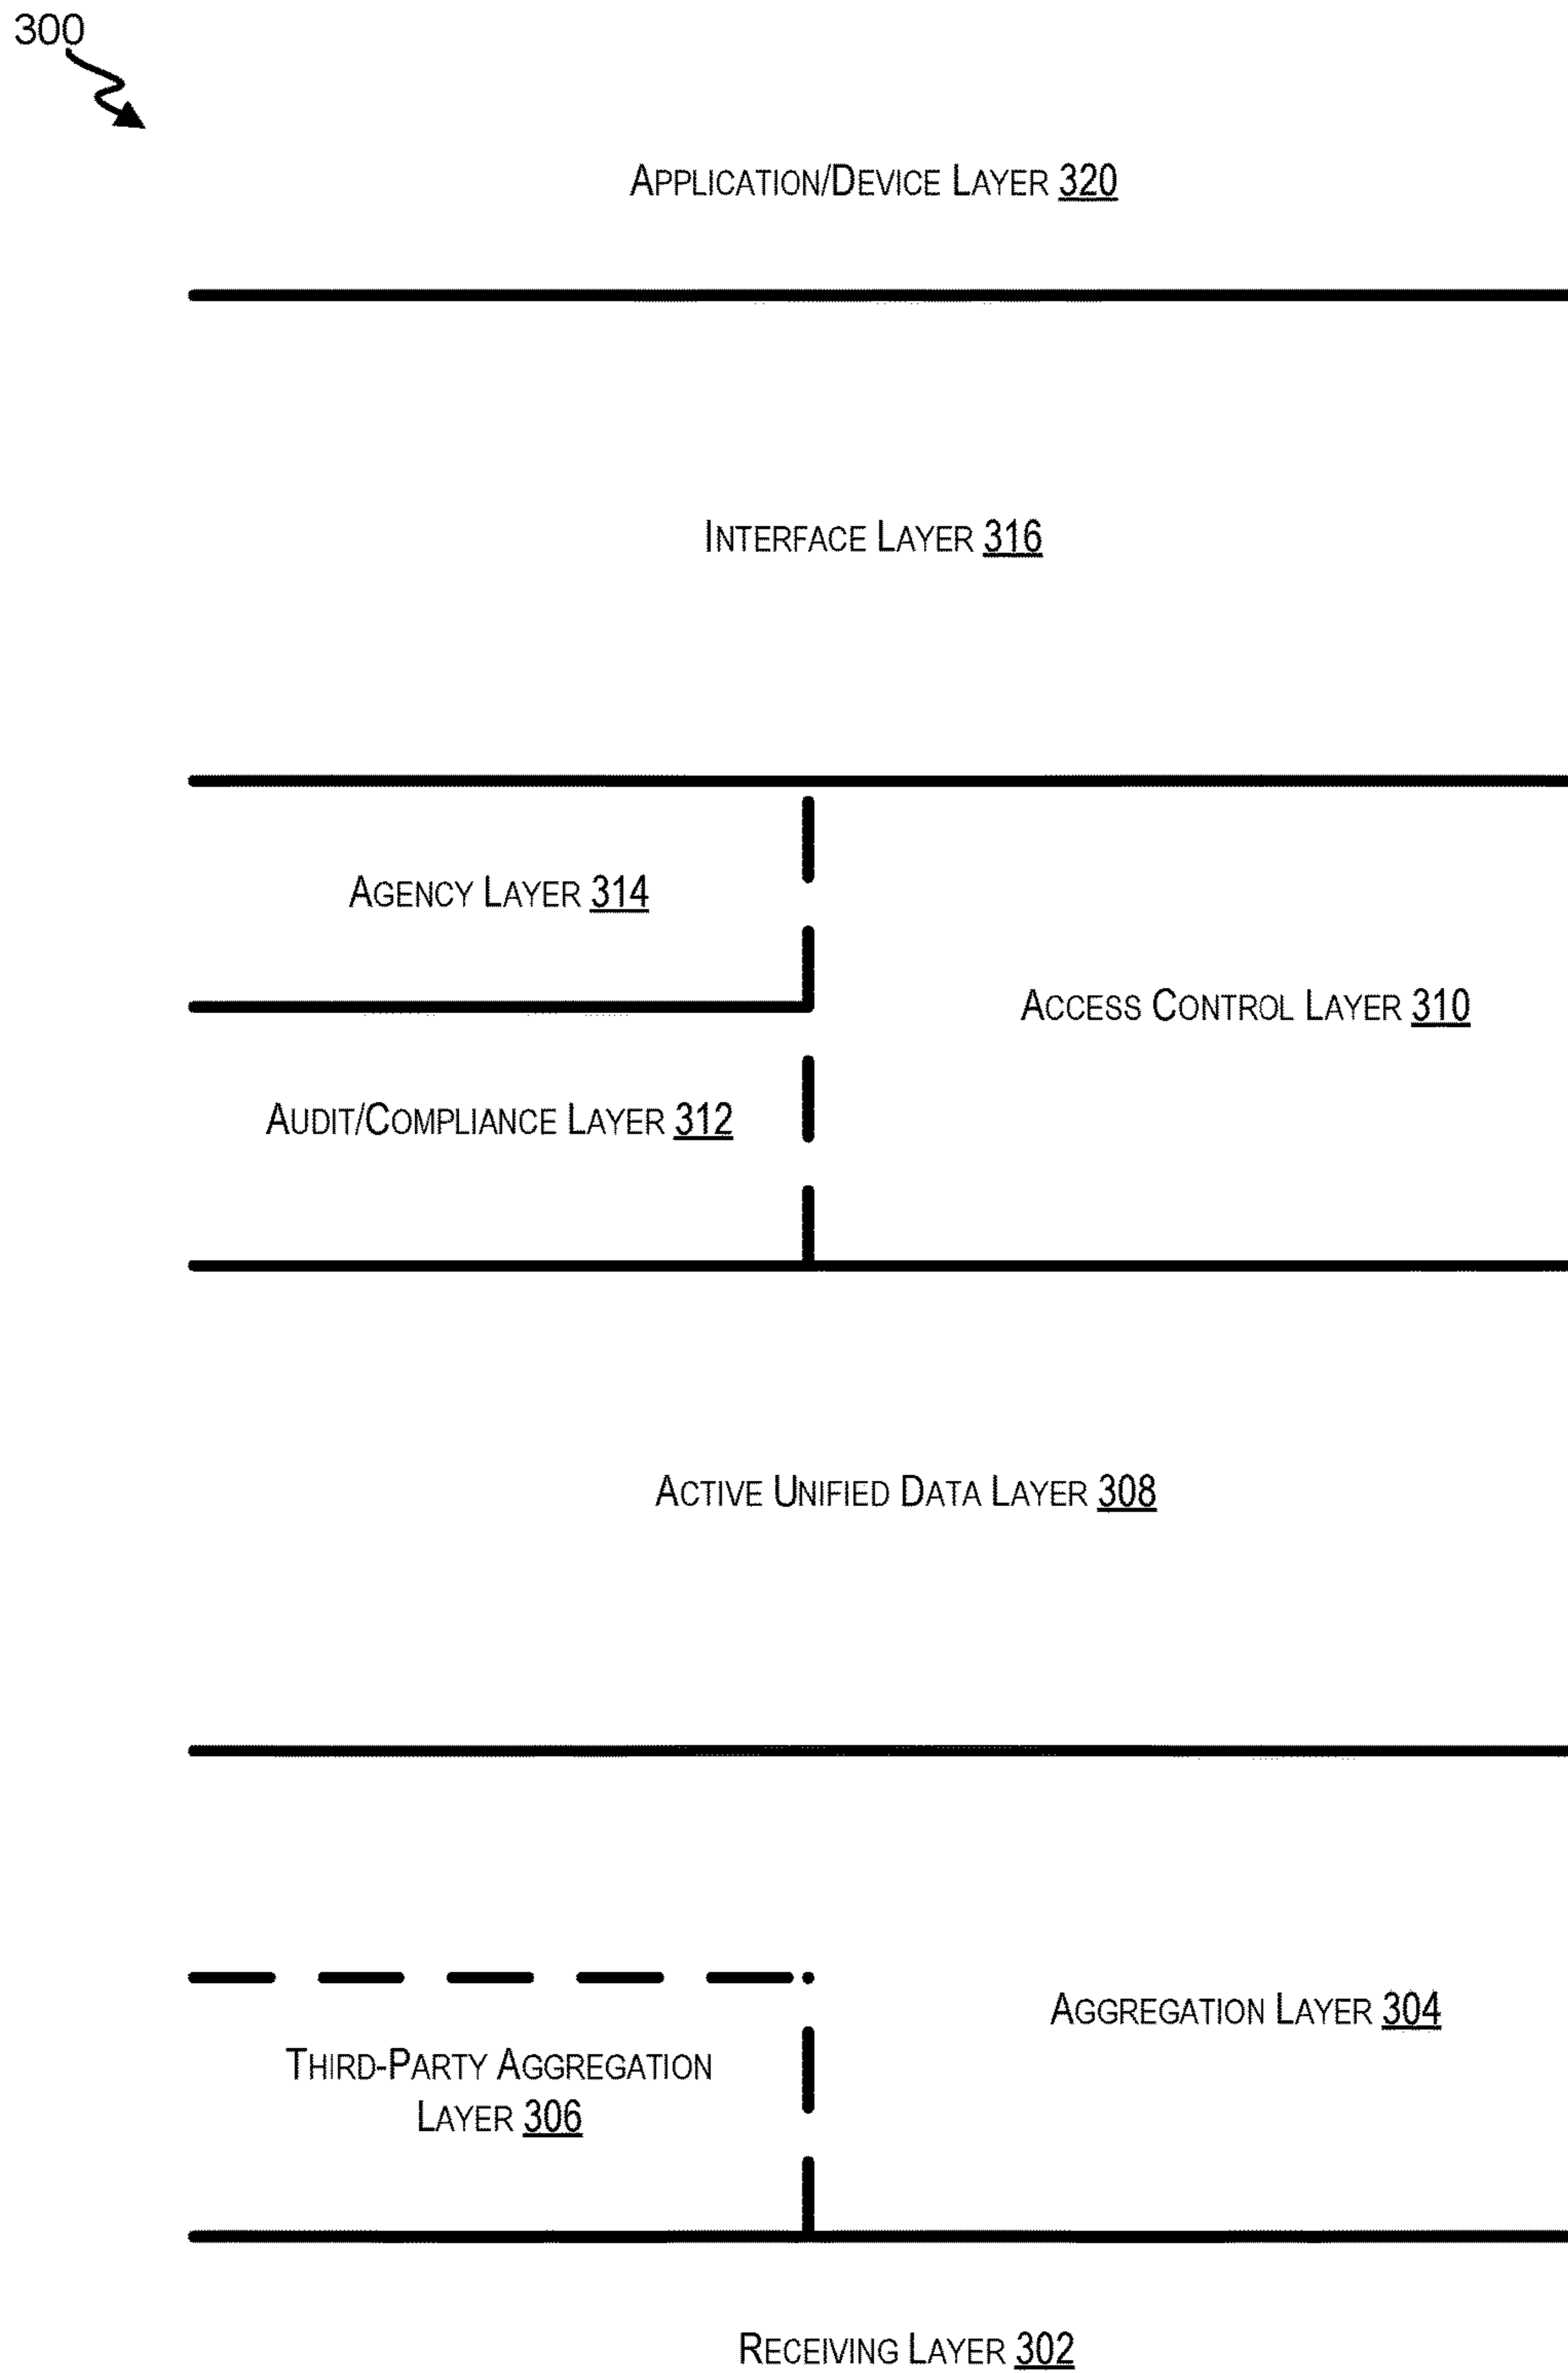 300
APPLICATION/DEVICE LAYER 320
INTERFACE LAYER 316
AGENCY LAYER 314
ACCESS CONTROL LAYER 310
AUDIT/COMPLIANCE LAYER 312
ACTIVE UNIFIED DATA LAYER 308
AGGREGATION LAYER 304
THIRD-PARTY AGGREGATION
LAYER 306
RECEIVING LAYER 302